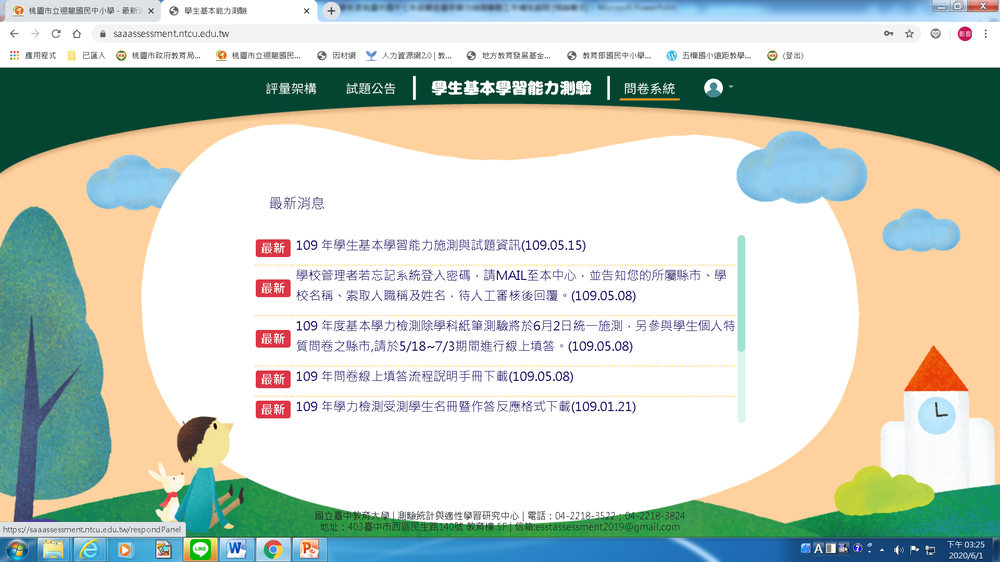 桃園市立迴龍國民中小學 - 最新
學生基本能力測驗
Microsoft PowerPoint
saaassessment.ntcu.edu.tw
影音
應用程式
已匯入
桃園市政府教育局...
桃園市立迴龍國民...
因材網
人力資源網2.0 | 教...
地方教育發展基金...
教育部國民中小學...
五權國小遠距教學...
(登出)
評量架構
試題公告
學生基本學習能力測驗
問卷系統
最新消息
最新 109 年學生基本學習能力施測與試題資訊(109.05.15)
最新 學校管理者若忘記系統登入密碼，請MAIL至本中心，並告知您的所屬縣市、學
校名稱、索取人職稱及姓名，待人工審核後回覆。(109.05.08)
最新 109 年度基本學力檢測除學科紙筆測驗將於6月2日統一施測，另參與學生個人特
質問卷之縣市,請於5/18~7/3期間進行線上填答。(109.05.08)
最新 109 年問卷線上填答流程說明手冊下載(109.05.08)
最新 109 年學力檢測受測學生名冊暨作答反應格式下載(109.01.21)
國立臺中教育大學 | 測驗統計與適性學習研究中心 | 電話：04-2218-3522；04-2218-3824
地址：403臺中市西區民生路140號 教育樓 5F | 信箱:esstassessment2019@gmail.com
https://saaassessment.ntcu.edu.tw/respondPanel
LINE
A
下午 03:25
2020/6/1